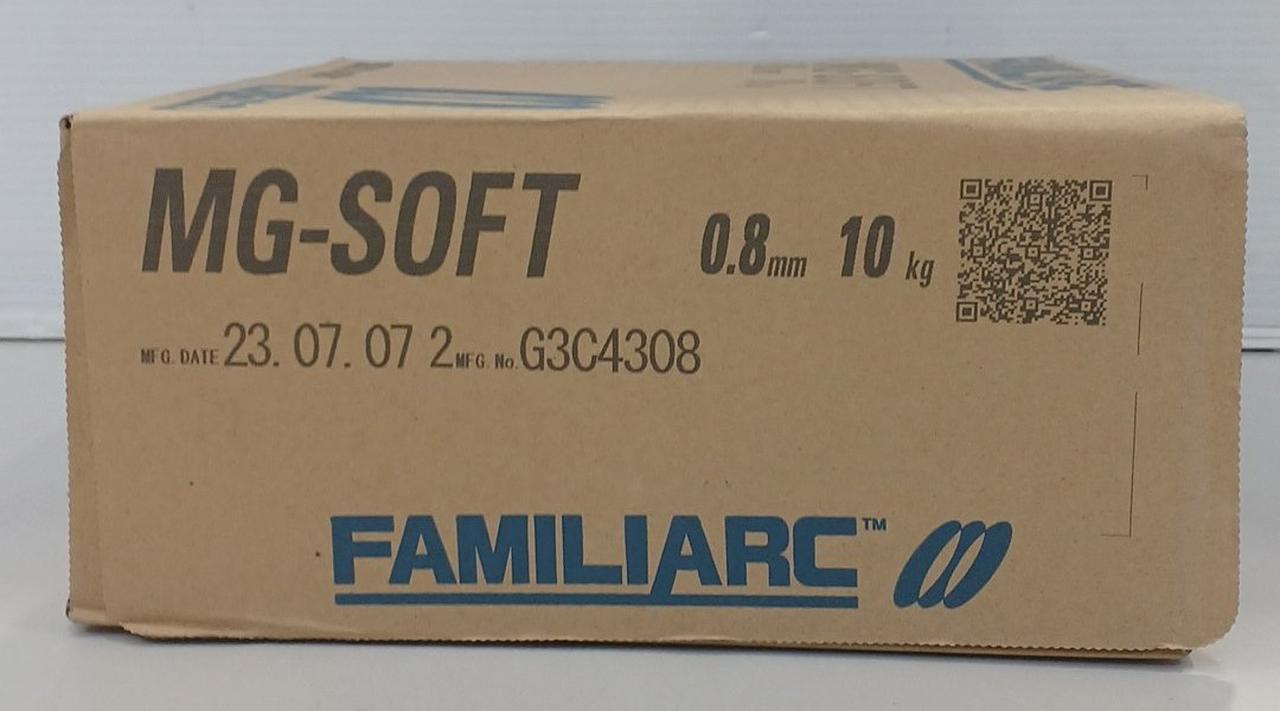 MG-SOFT 0.8mm 10 kg
MFG. DATE 23. 07. 07 2 MFG. No. G3C4308
FAMILIARC™